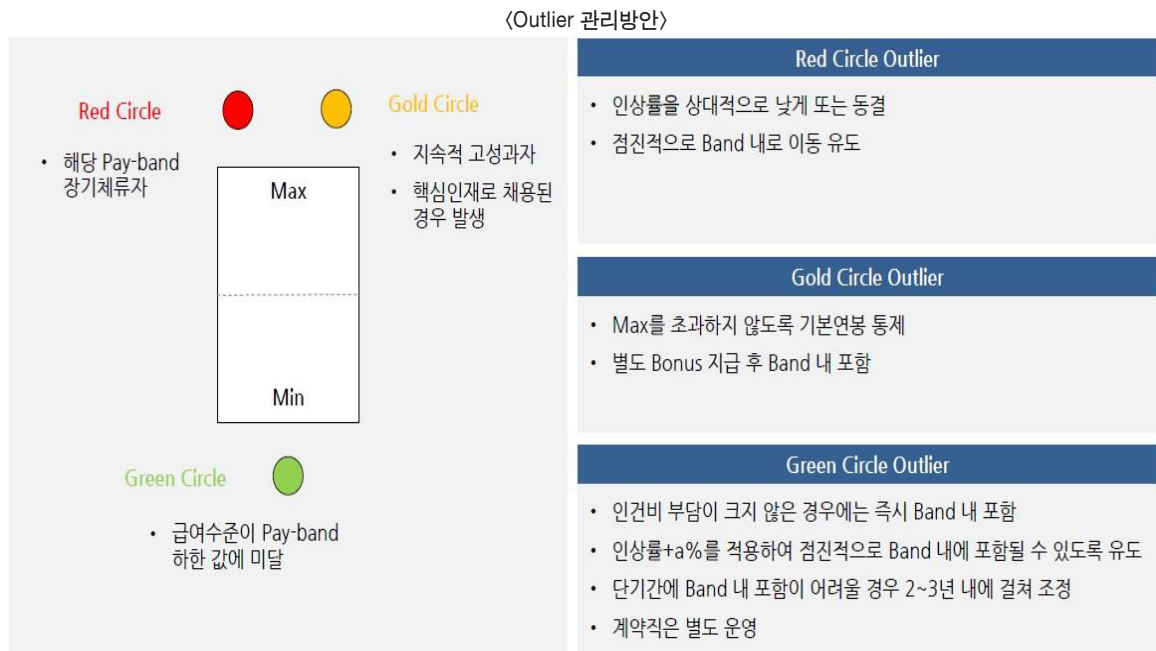 〈Outlier 관리방안〉
Red Circle
• 해당 Pay-band
장기체류자
Gold Circle
• 지속적 고성과자
• 핵심인재로 채용된
경우 발생
Max
Min
Green Circle
• 급여수준이 Pay-band
하한 값에 미달
Red Circle Outlier
• 인상률을 상대적으로 낮게 또는 동결
• 점진적으로 Band 내로 이동 유도
Gold Circle Outlier
• Max를 초과하지 않도록 기본연봉 통제
• 별도 Bonus 지급 후 Band 내 포함
Green Circle Outlier
• 인건비 부담이 크지 않은 경우에는 즉시 Band 내 포함
• 인상률+a%를 적용하여 점진적으로 Band 내에 포함될 수 있도록 유도
• 단기간에 Band 내 포함이 어려울 경우 2~3년 내에 걸쳐 조정
• 계약직은 별도 운영